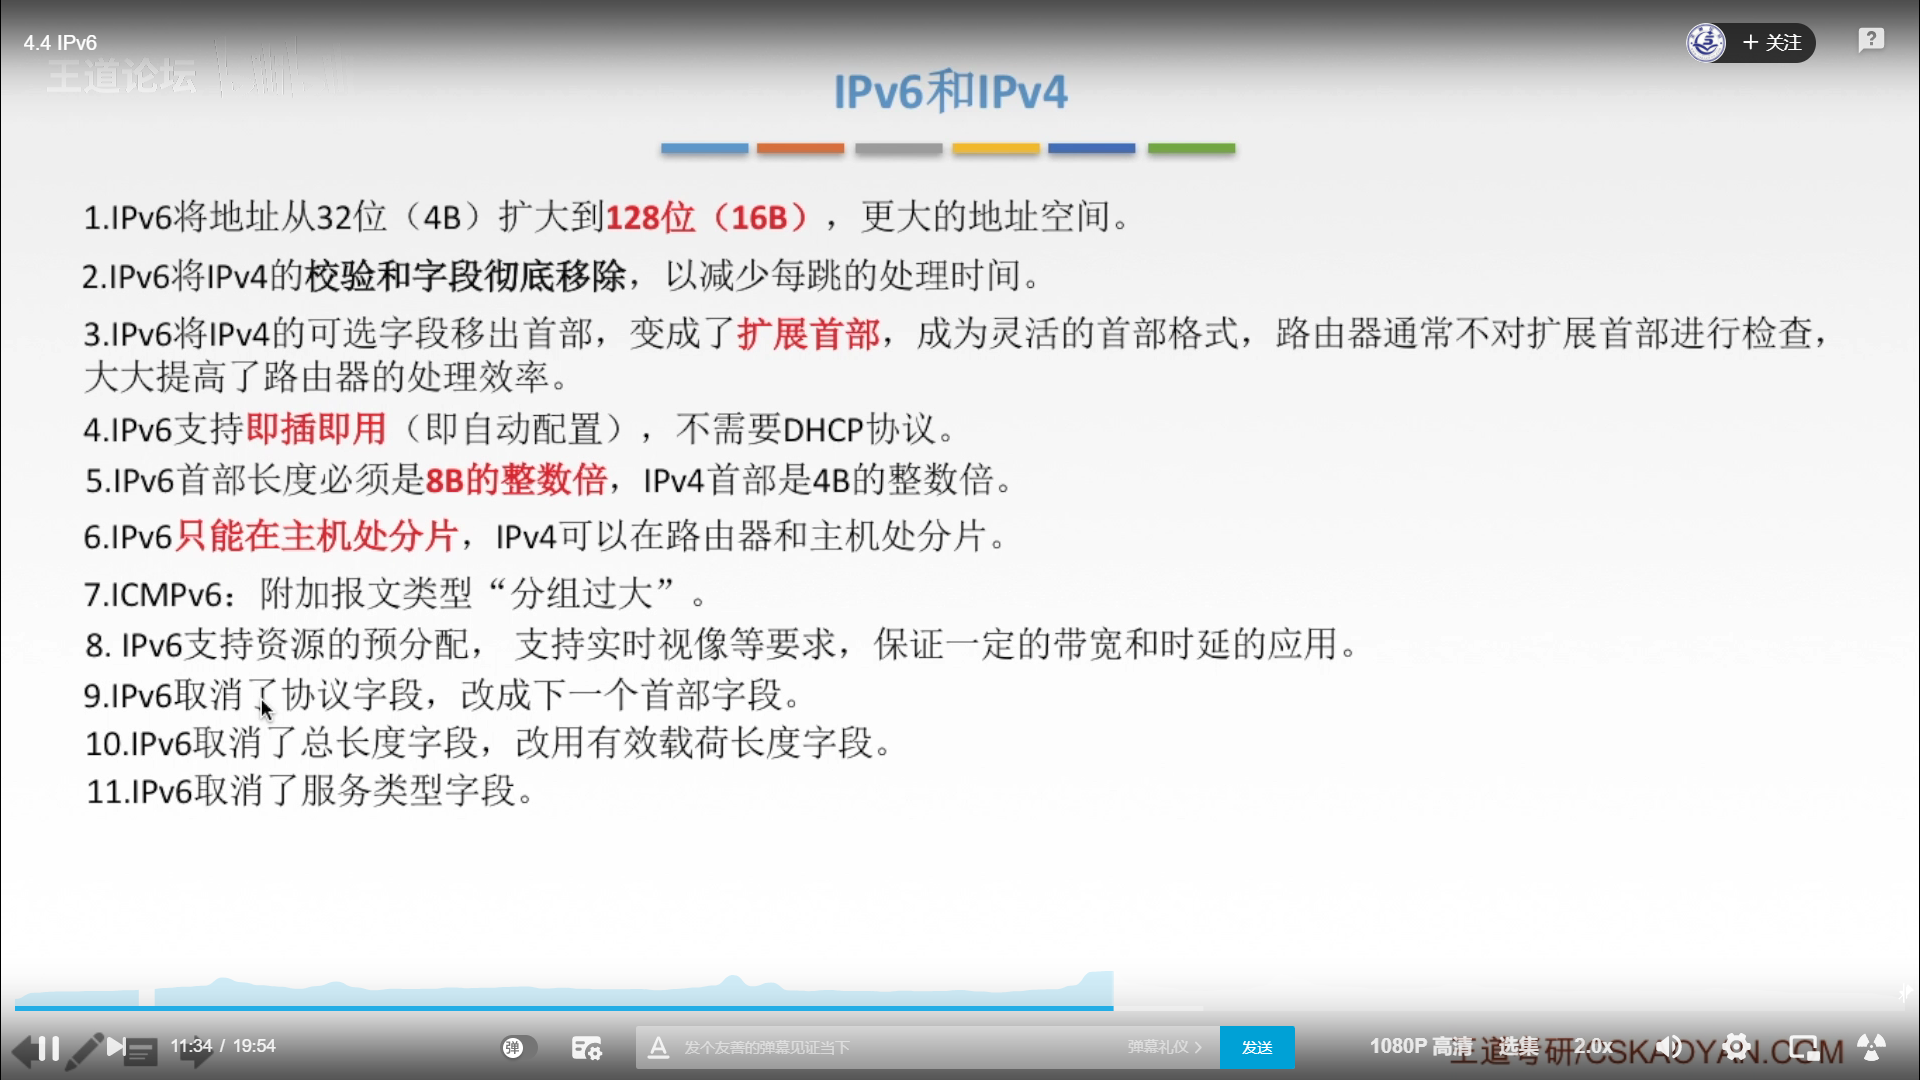 4.4 IPv6
+ 关注
王道论坛
IPv6和IPv4
1.IPv6将地址从32位（4B）扩大到128位（16B），更大的地址空间。
2.IPv6将IPv4的校验和字段彻底移除，以减少每跳的处理时间。
3.IPv6将IPv4的可选字段移出首部，变成了扩展首部，成为灵活的首部格式，路由器通常不对扩展首部进行检查，
大大提高了路由器的处理效率。
4.IPv6支持即插即用（即自动配置），不需要DHCP协议。
5.IPv6首部长度必须是8B的整数倍，IPv4首部是4B的整数倍。
6.IPv6只能在主机处分片，IPv4可以在路由器和主机处分片。
7.ICMPv6：附加报文类型“分组过大”。
8. IPv6支持资源的预分配， 支持实时视像等要求，保证一定的带宽和时延的应用。
9.IPv6取消了协议字段，改成下一个首部字段。
10.IPv6取消了总长度字段，改用有效载荷长度字段。
11.IPv6取消了服务类型字段。
11:34 / 19:54 弹 A 发个友善的弹幕见证当下 弹幕礼仪 > 发送 1080P 高清 选集 2.0x
王道考研/CSKAOYAN.COM